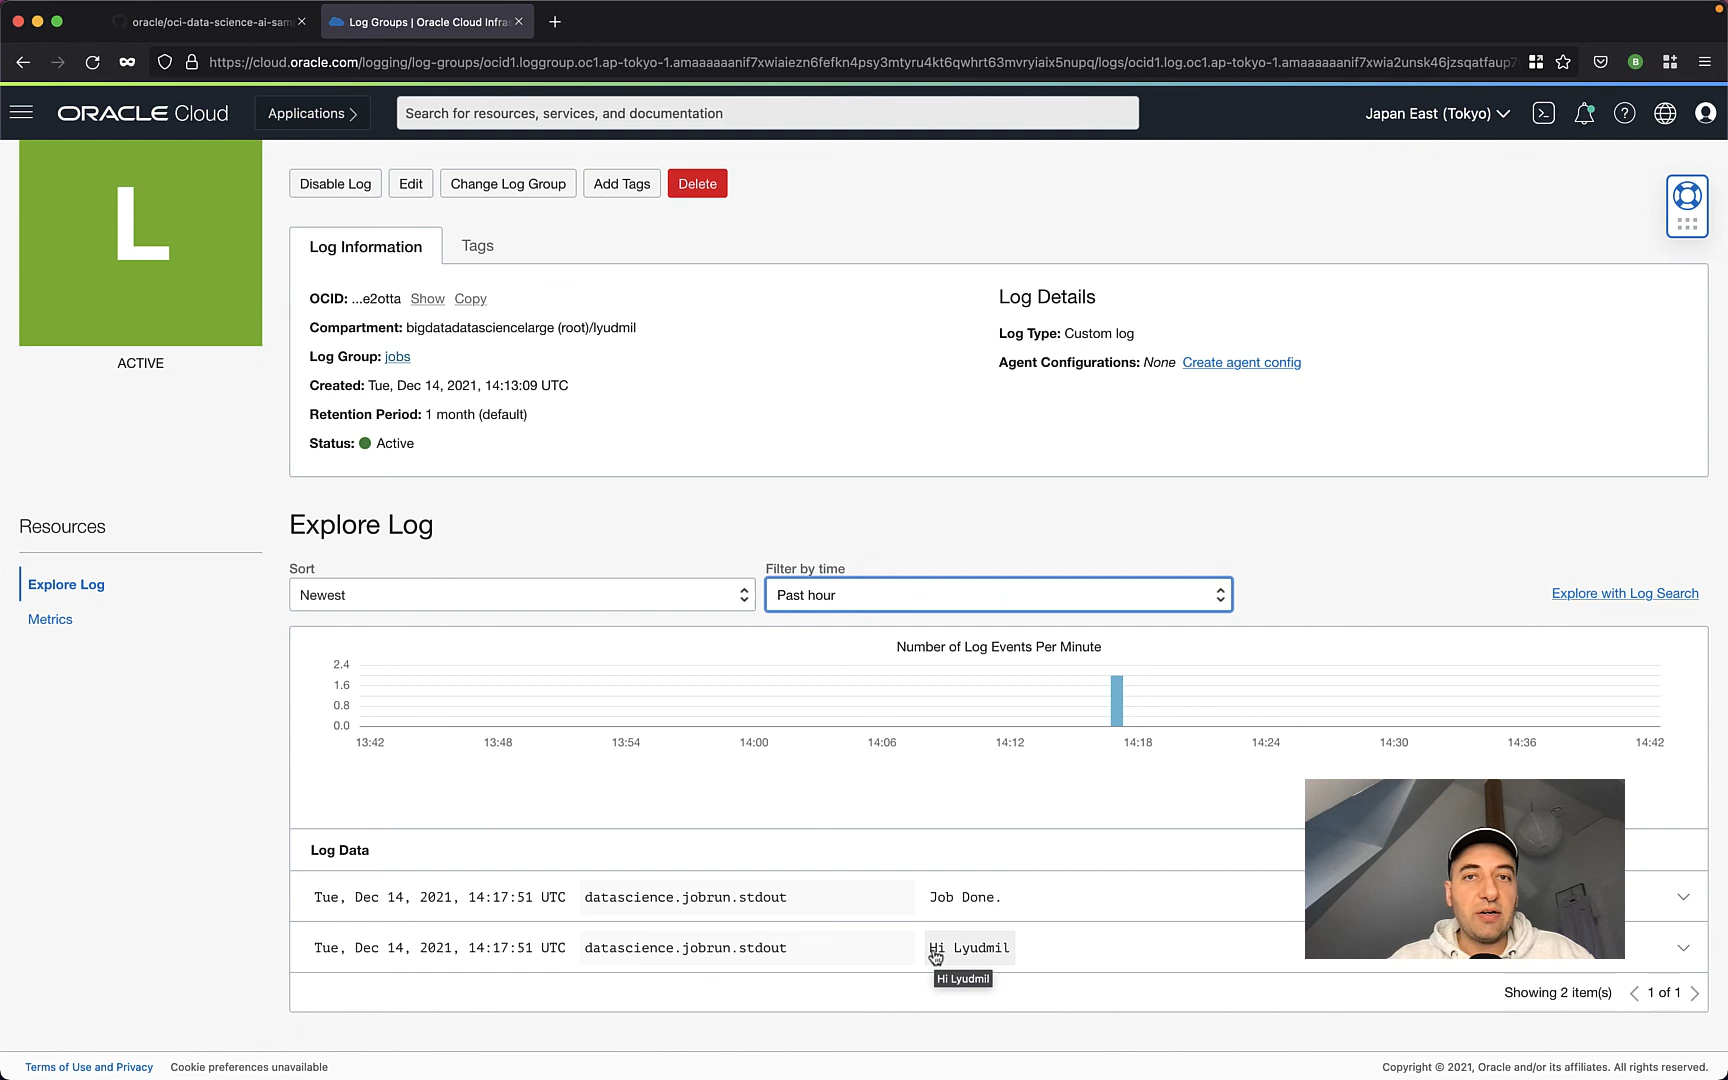 oracle/oci-data-science-ai-sam
Log Groups | Oracle Cloud Infra
https://cloud.oracle.com/logging/log-groups/ocid1.loggroup.oc1.ap-tokyo-1.amaaaaaanif7xwiaiezn6fefkn4psy3mtyru4kt6qwhrt63mvryiaix5nupq/logs/ocid1.log.oc1.ap-tokyo-1.amaaaaaanif7xwia2unsk46jzsqatfaup7
B
ORACLE Cloud
Applications
Search for resources, services, and documentation
Japan East (Tokyo)
L
ACTIVE
Disable Log
Edit
Change Log Group
Add Tags
Delete
Log Information
Tags
OCID: ...e2otta Show Copy
Compartment: bigdatadatasciencelarge (root)/lyudmil
Log Group: jobs
Created: Tue, Dec 14, 2021, 14:13:09 UTC
Retention Period: 1 month (default)
Status: Active
Log Details
Log Type: Custom log
Agent Configurations: None Create agent config
Resources
Explore Log
Metrics
Explore Log
Sort
Newest
Filter by time
Past hour
Explore with Log Search
Number of Log Events Per Minute
2.4
1.6
0.8
0.0
13:42 13:48 13:54 14:00 14:06 14:12 14:18 14:24 14:30 14:36 14:42
Log Data
Tue, Dec 14, 2021, 14:17:51 UTC datascience.jobrun.stdout Job Done.
Tue, Dec 14, 2021, 14:17:51 UTC datascience.jobrun.stdout Hi Lyudmil
Hi Lyudmil
Showing 2 item(s) 1 of 1
Terms of Use and Privacy Cookie preferences unavailable
Copyright © 2021, Oracle and/or its affiliates. All rights reserved.